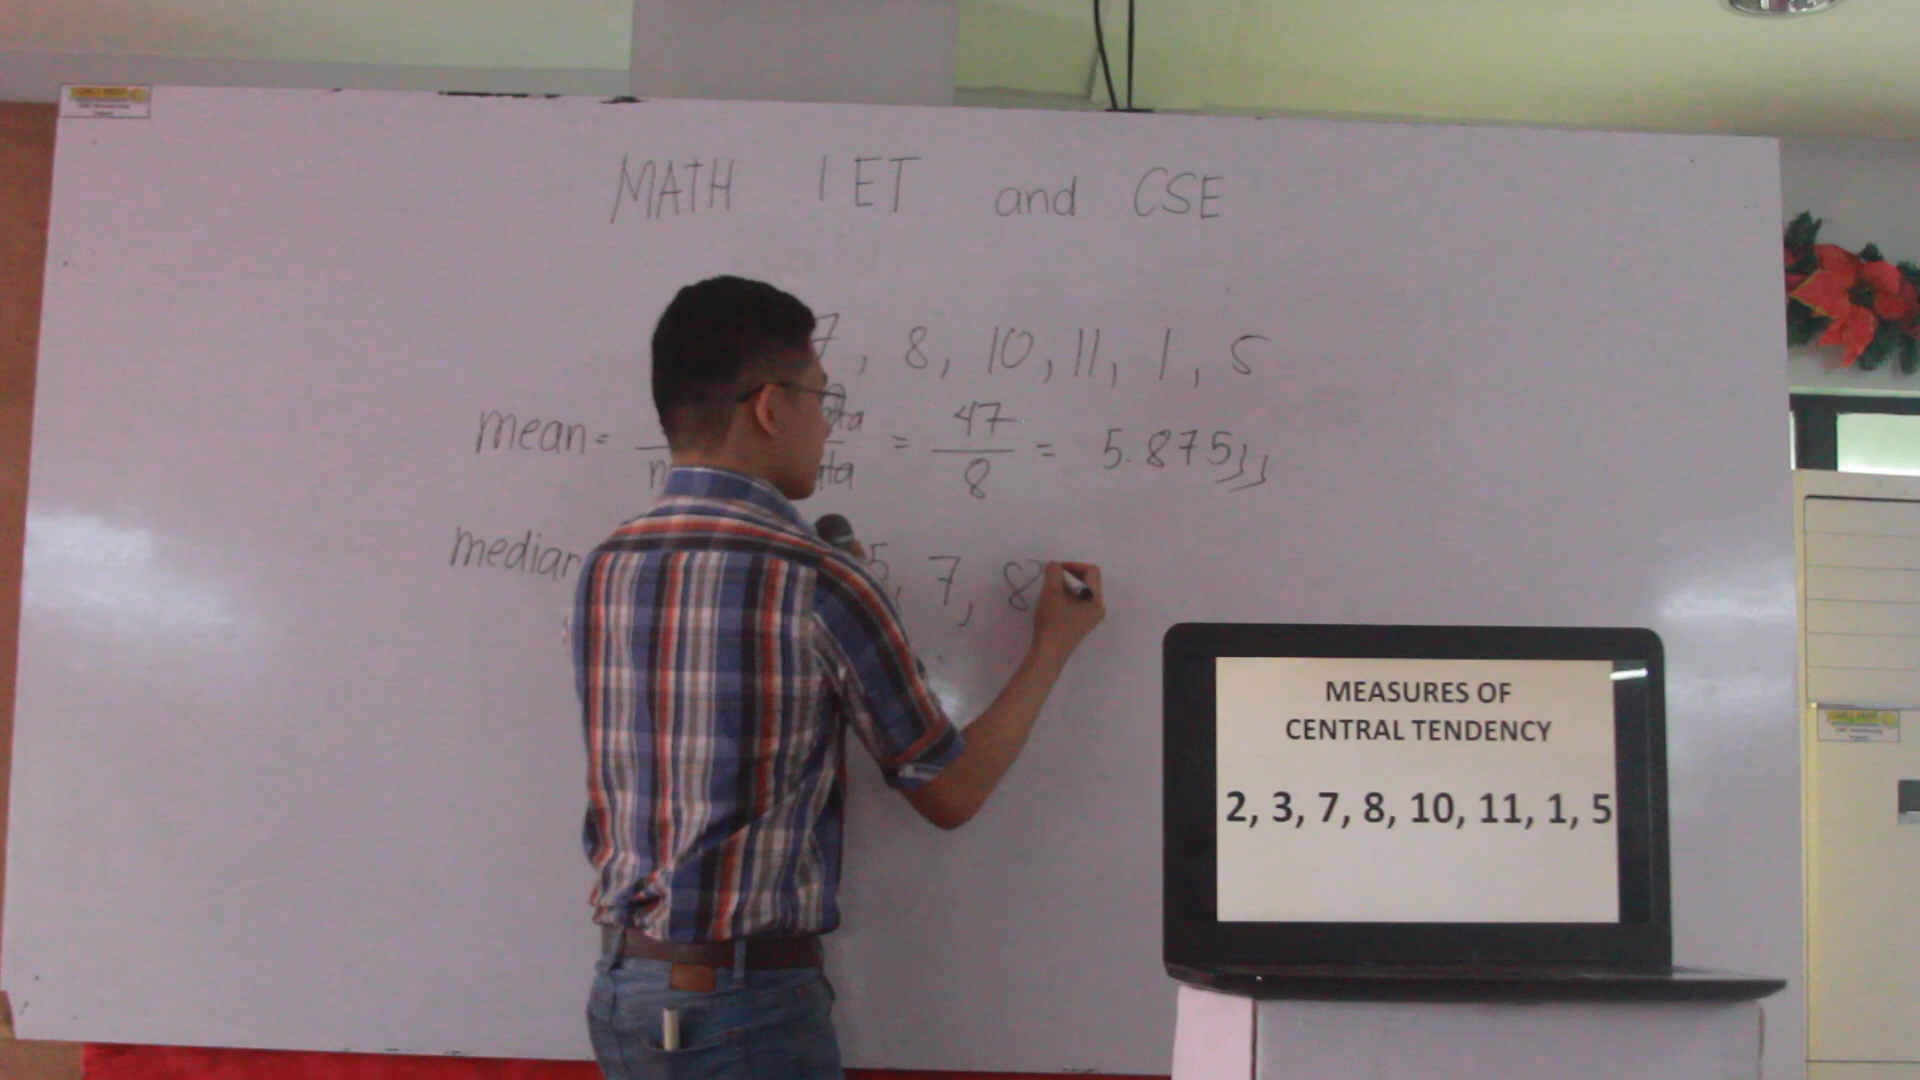 MATH LET and CSE
7, 8, 10, 11, 1, 5
mean = = 47/8 = 5.875
median 5, 7, 8
MEASURES OF
CENTRAL TENDENCY
2, 3, 7, 8, 10, 11, 1, 5